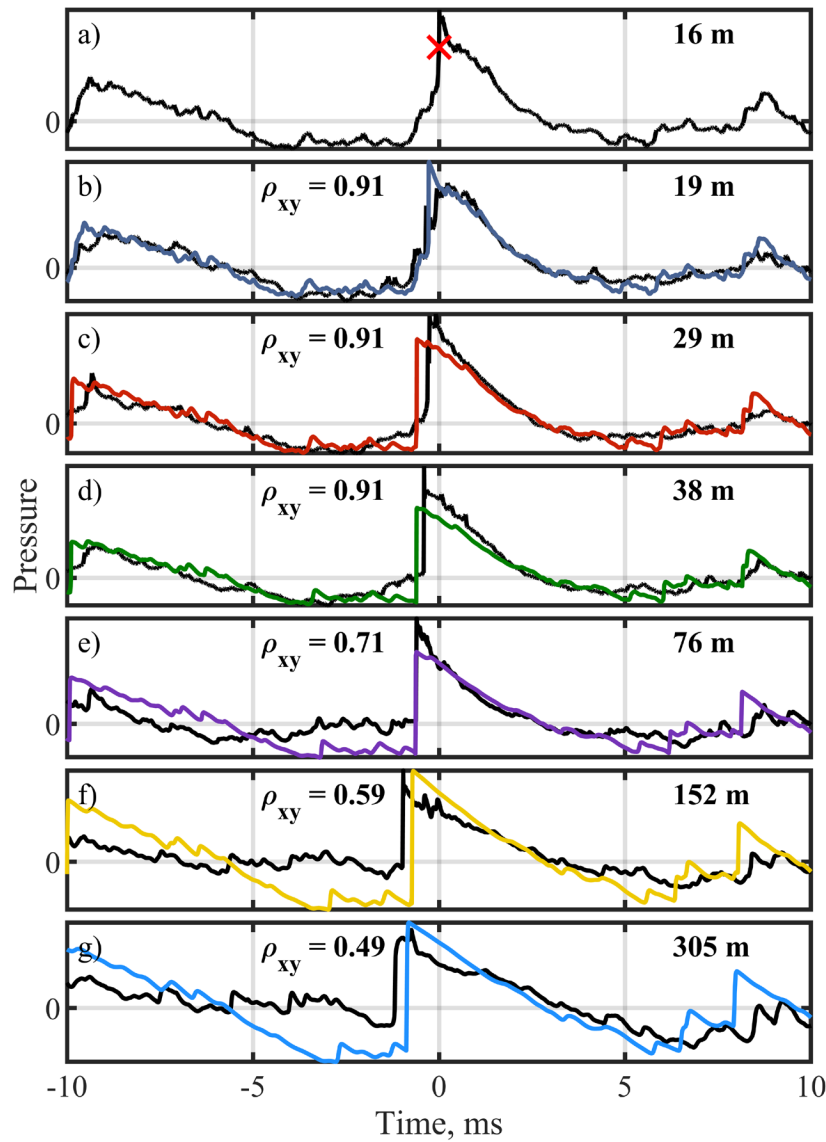 a) 16 m
0
b) ρxy = 0.91 19 m
0
c) ρxy = 0.91 29 m
0
d) ρxy = 0.91 38 m
0
e) ρxy = 0.71 76 m
0
f) ρxy = 0.59 152 m
0
g) ρxy = 0.49 305 m
0
Pressure
-10 -5 0 5 10
Time, ms